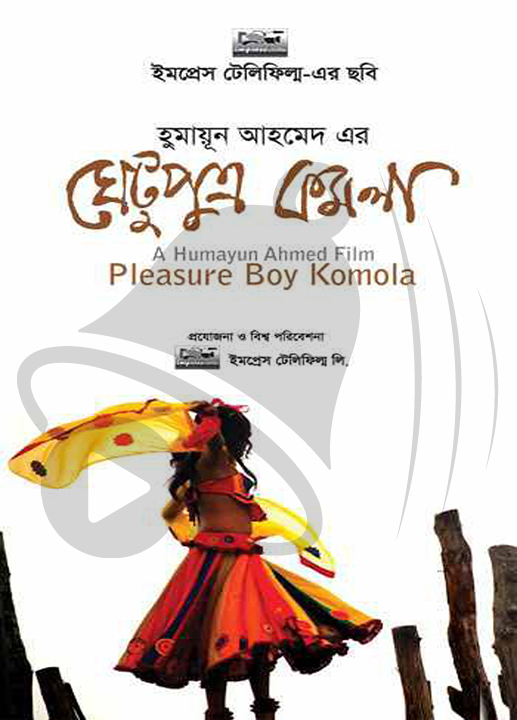 ইমপ্রেস টেলিফিল্ম-এর ছবি
হুমায়ূন আহমেদ এর
ঘেটুপুত্র কমলা
A Humayun Ahmed Film
Pleasure Boy Komola
প্রযোজনা ও বিশ্ব পরিবেশনা
ইমপ্রেস টেলিফিল্ম লি.